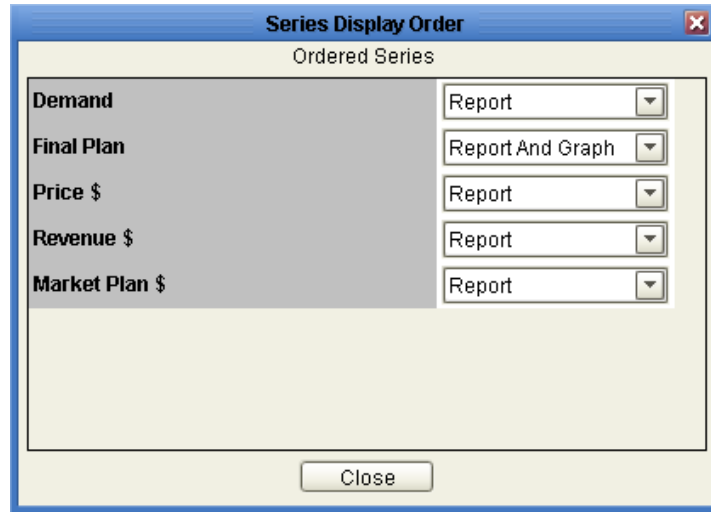 Series Display Order
Ordered Series
Demand Report
Final Plan Report And Graph
Price $ Report
Revenue $ Report
Market Plan $ Report
Close